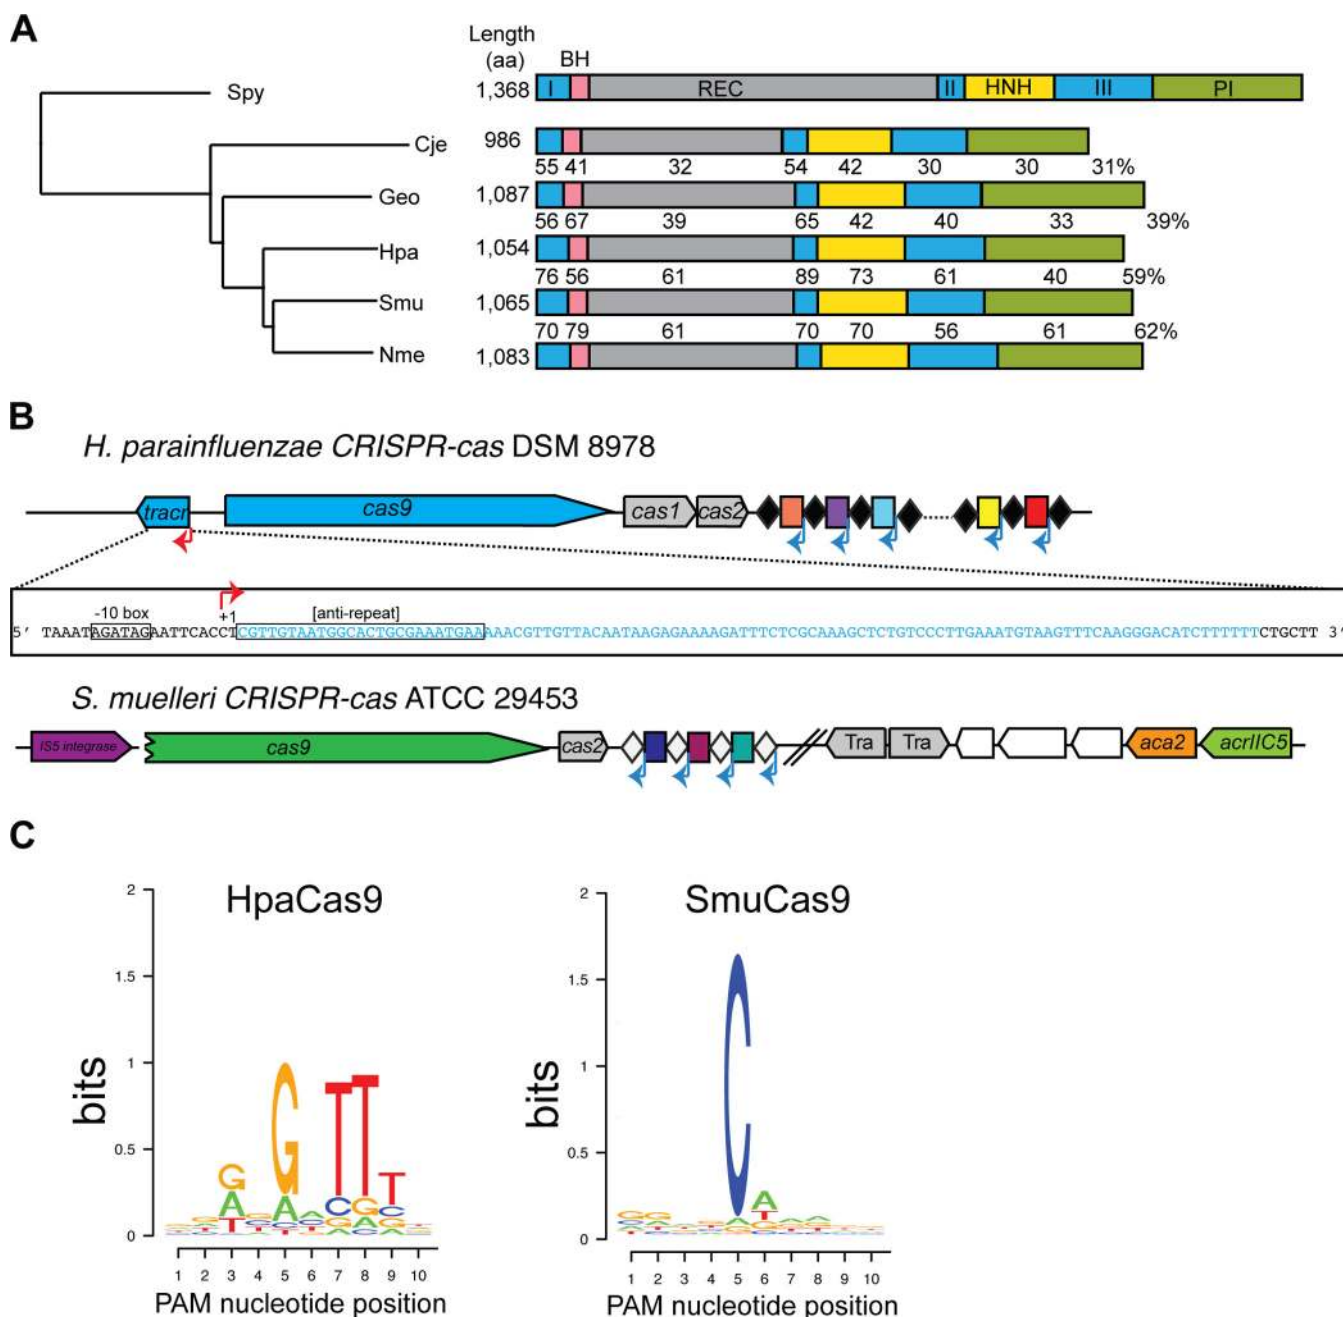 A
Length
(aa)
BH
Spy 1,368 I REC II HNH III PI
Cje 986
55 41 32 54 42 30 30 31%
Geo 1,087
56 67 39 65 42 40 33 39%
Hpa 1,054
76 56 61 89 73 61 40 59%
Smu 1,065
70 79 61 70 70 56 61 62%
Nme 1,083
B
H. parainfluenzae CRISPR-cas DSM 8978
tracr cas9 cas1 cas2
-10 box +1 [anti-repeat]
5' TAAATAGATAGAATTCACCTCGTTGTAATGGCACTGCGAAATGAAAAACGTTGTTACAATAAGAGAAAAGATTTCTCGCAAAGCTCTGTCCCTTGAAATGTAAGTTTCAAGGGACATCTTTTTTCTGCTT 3'
S. muelleri CRISPR-cas ATCC 29453
IS5 integrase cas9 cas2 Tra Tra aca2 acrIIC5
C
HpaCas9
2
1.5
1
0.5
0
bits
1 2 3 4 5 6 7 8 9 10
PAM nucleotide position
SmuCas9
2
1.5
1
0.5
0
bits
1 2 3 4 5 6 7 8 9 10
PAM nucleotide position